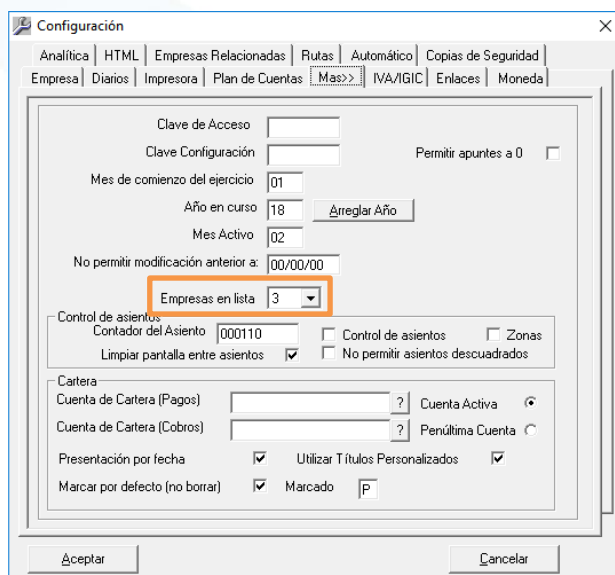 Configuración
Analítica HTML Empresas Relacionadas Rutas Automático Copias de Seguridad
Empresa Diarios Impresora Plan de Cuentas Mas>> IVA/IGIC Enlaces Moneda
Clave de Acceso
Clave Configuración Permitir apuntes a 0
Mes de comienzo del ejercicio 01
Año en curso 18 Arreglar Año
Mes Activo 02
No permitir modificación anterior a: 00/00/00
Empresas en lista 3
Control de asientos
Contador del Asiento 000110 Control de asientos Zonas
Limpiar pantalla entre asientos No permitir asientos descuadrados
Cartera
Cuenta de Cartera (Pagos) ? Cuenta Activa
Cuenta de Cartera (Cobros) ? Penúltima Cuenta
Presentación por fecha Utilizar Títulos Personalizados
Marcar por defecto (no borrar) Marcado P
Aceptar Cancelar